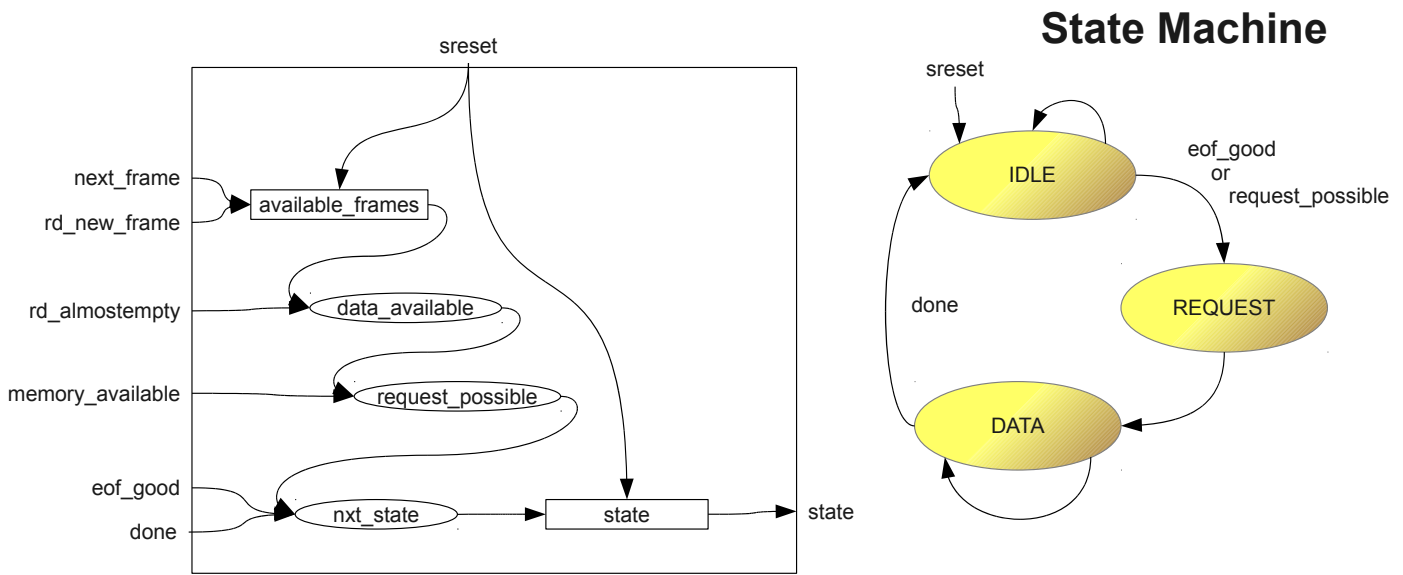 State Machine
sreset
next_frame
rd_new_frame
available_frames
rd_almostempty
data_available
memory_available
request_possible
eof_good
done
nxt_state
state
state
sreset
IDLE
eof_good
or
request_possible
REQUEST
done
DATA